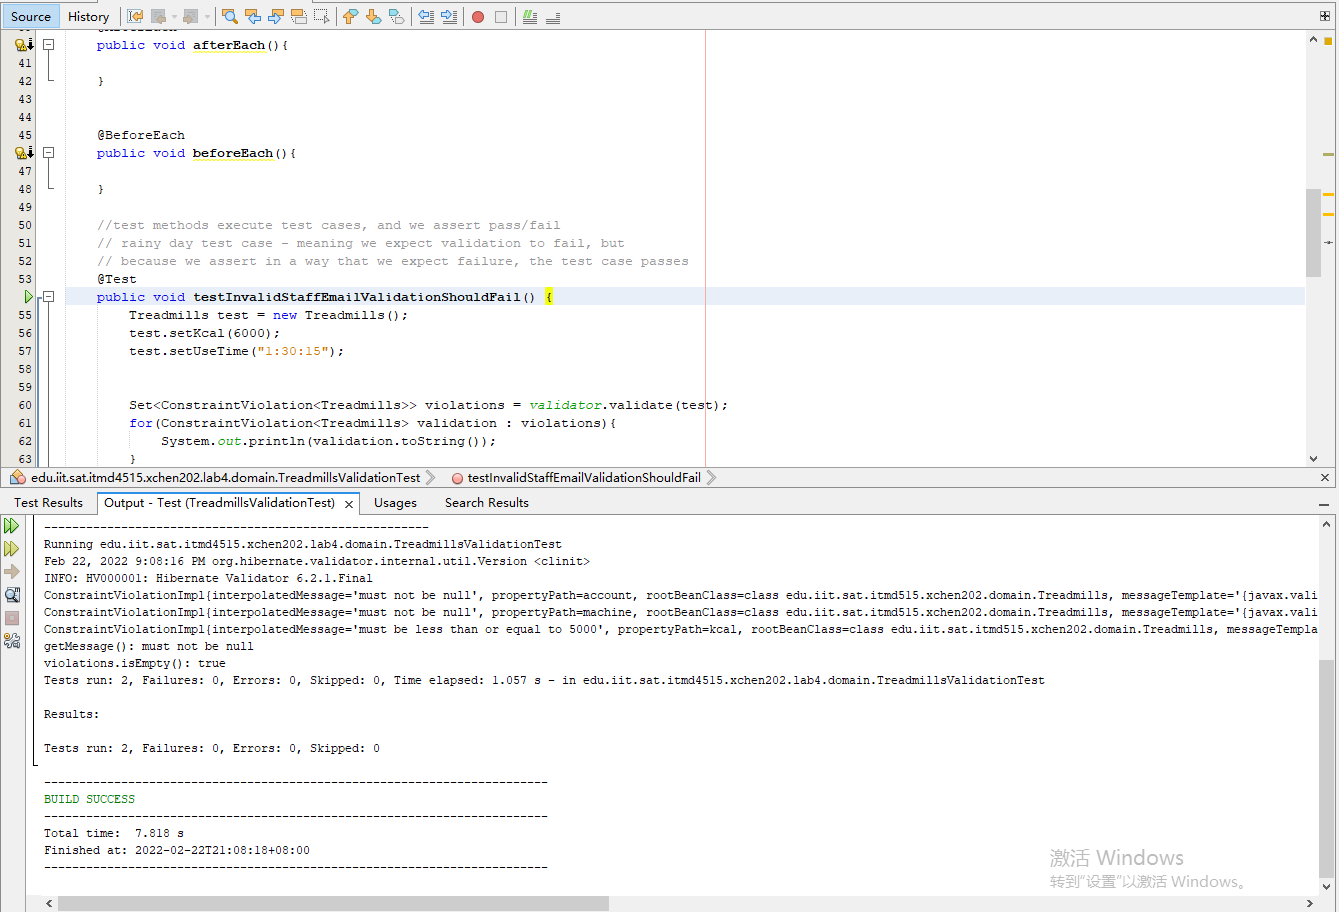 Source History
public void afterEach(){
41
42 }
43
44
45 @BeforeEach
public void beforeEach(){
47
48 }
49
50 //test methods execute test cases, and we assert pass/fail
51 // rainy day test case - meaning we expect validation to fail, but
52 // because we assert in a way that we expect failure, the test case passes
53 @Test
public void testInvalidStaffEmailValidationShouldFail() {
55 Treadmills test = new Treadmills();
56 test.setKcal(6000);
57 test.setUseTime("1:30:15");
58
59
60 Set<ConstraintViolation<Treadmills>> violations = validator.validate(test);
61 for(ConstraintViolation<Treadmills> validation : violations){
62 System.out.println(validation.toString());
63 }
edu.iit.sat.itmd4515.xchen202.lab4.domain.TreadmillsValidationTest testInvalidStaffEmailValidationShouldFail
Test Results Output - Test (TreadmillsValidationTest) × Usages Search Results
-------------------------------------------------------
Running edu.iit.sat.itmd4515.xchen202.lab4.domain.TreadmillsValidationTest
Feb 22, 2022 9:08:16 PM org.hibernate.validator.internal.util.Version <clinit>
INFO: HV000001: Hibernate Validator 6.2.1.Final
ConstraintViolationImpl{interpolatedMessage='must not be null', propertyPath=account, rootBeanClass=class edu.iit.sat.itmd4515.xchen202.lab4.domain.Treadmills, messageTemplate='{javax.vali
ConstraintViolationImpl{interpolatedMessage='must not be null', propertyPath=machine, rootBeanClass=class edu.iit.sat.itmd4515.xchen202.lab4.domain.Treadmills, messageTemplate='{javax.vali
ConstraintViolationImpl{interpolatedMessage='must be less than or equal to 5000', propertyPath=kcal, rootBeanClass=class edu.iit.sat.itmd4515.xchen202.lab4.domain.Treadmills, messageTempla
getMessage(): must not be null
violations.isEmpty(): true
Tests run: 2, Failures: 0, Errors: 0, Skipped: 0, Time elapsed: 1.057 s - in edu.iit.sat.itmd4515.xchen202.lab4.domain.TreadmillsValidationTest
Results:
Tests run: 2, Failures: 0, Errors: 0, Skipped: 0
------------------------------------------------------------------------
BUILD SUCCESS
------------------------------------------------------------------------
Total time: 7.818 s
Finished at: 2022-02-22T21:08:18+08:00
------------------------------------------------------------------------
激活 Windows
转到"设置"以激活 Windows。